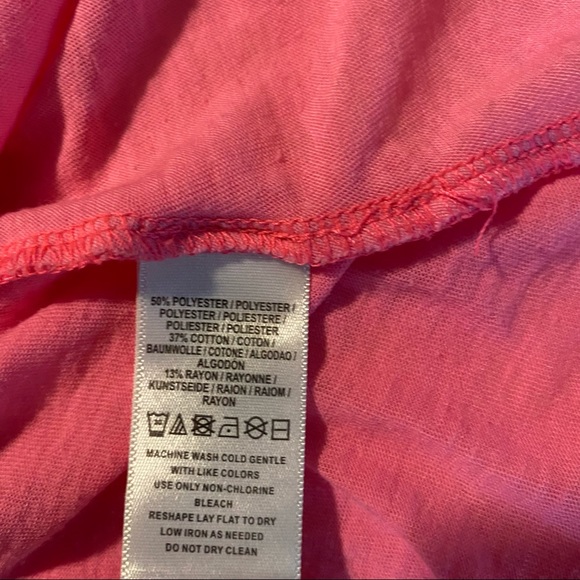 50% POLYESTER / POLYESTER /
POLYESTER / POLIESTERE /
POLIESTER / POLIESTER
37% COTTON / COTON /
BAUMWOLLE / COTONE / ALGODAO /
ALGODÓN
13% RAYON / RAYONNE /
KUNSTSEIDE / RAION / RAIOM /
RAYON
MACHINE WASH COLD GENTLE
WITH LIKE COLORS
USE ONLY NON-CHLORINE
BLEACH
RESHAPE LAY FLAT TO DRY
LOW IRON AS NEEDED
DO NOT DRY CLEAN